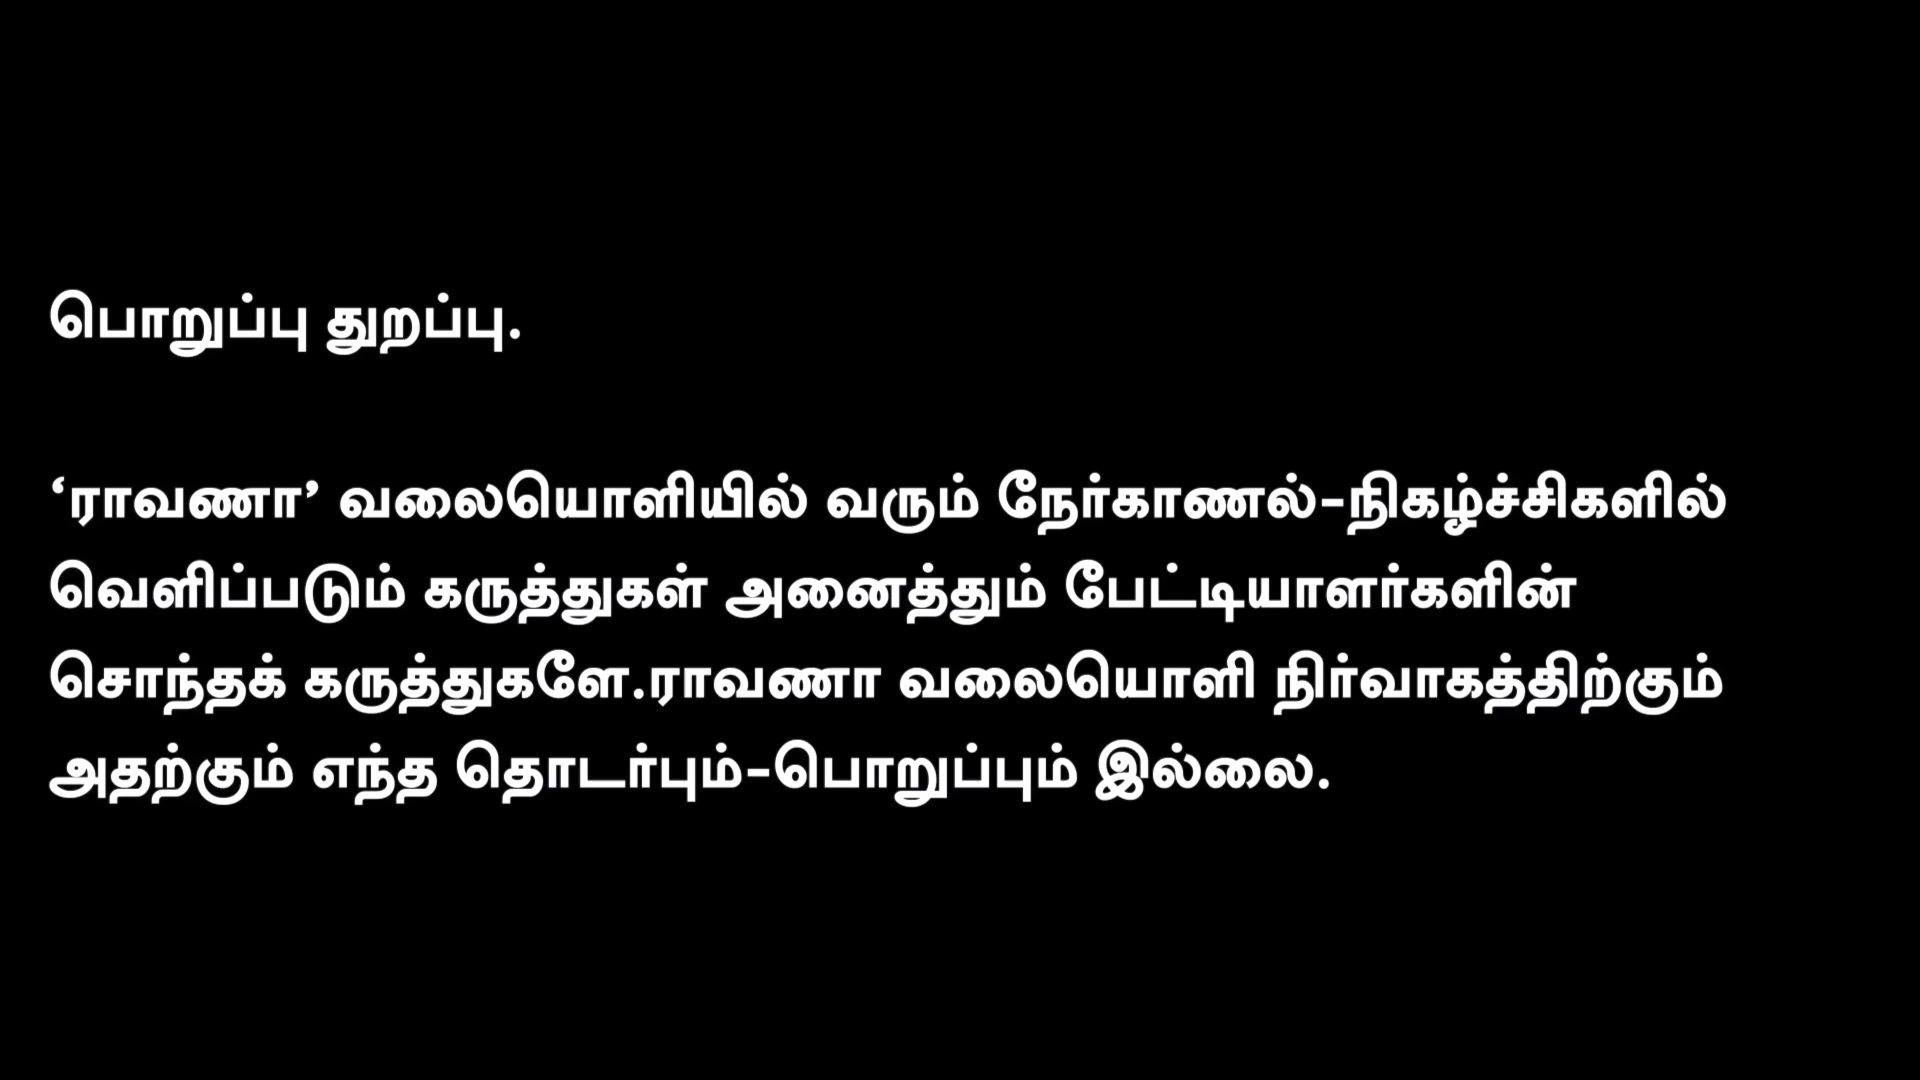 பொறுப்பு துறப்பு.
‘ராவணா’ வலையொளியில் வரும் நேர்காணல்-நிகழ்ச்சிகளில்
வெளிப்படும் கருத்துகள் அனைத்தும் பேட்டியாளர்களின்
சொந்தக் கருத்துகளே.ராவணா வலையொளி நிர்வாகத்திற்கும்
அதற்கும் எந்த தொடர்பும்-பொறுப்பும் இல்லை.